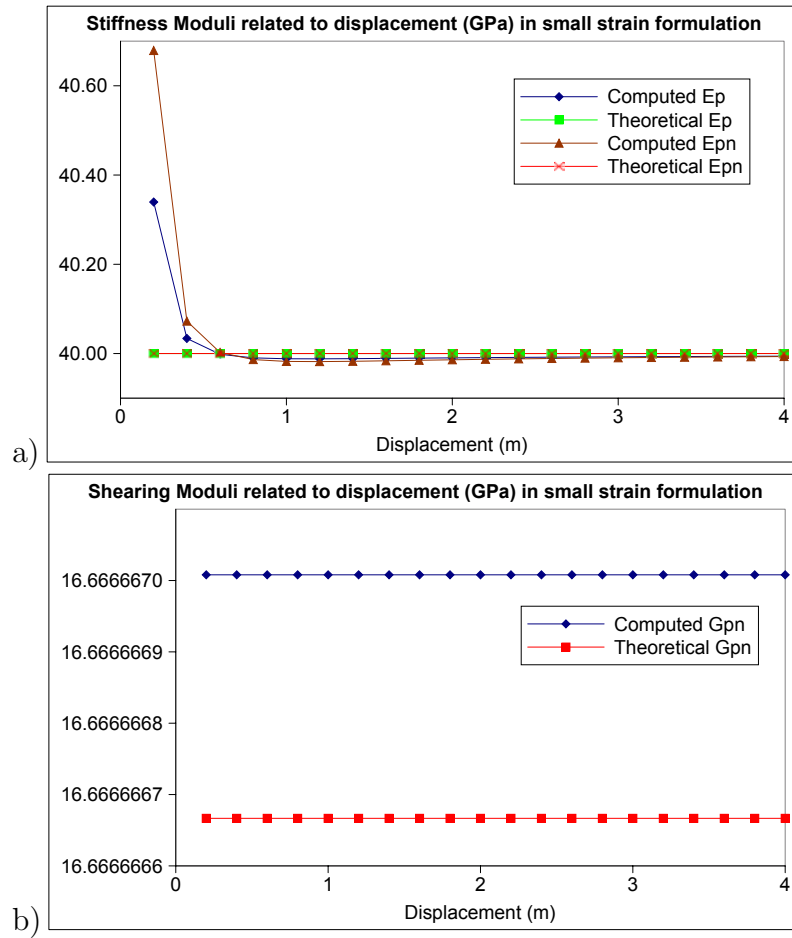 Stiffness Moduli related to displacement (GPa) in small strain formulation
40.60
40.40
40.20
40.00
Computed Ep
Theoretical Ep
Computed Epn
Theoretical Epn
0 1 2 3 4
Displacement (m)
a)
Shearing Moduli related to displacement (GPa) in small strain formulation
16.6666670
16.6666669
16.6666668
16.6666667
16.6666666
Computed Gpn
Theoretical Gpn
0 1 2 3 4
Displacement (m)
b)